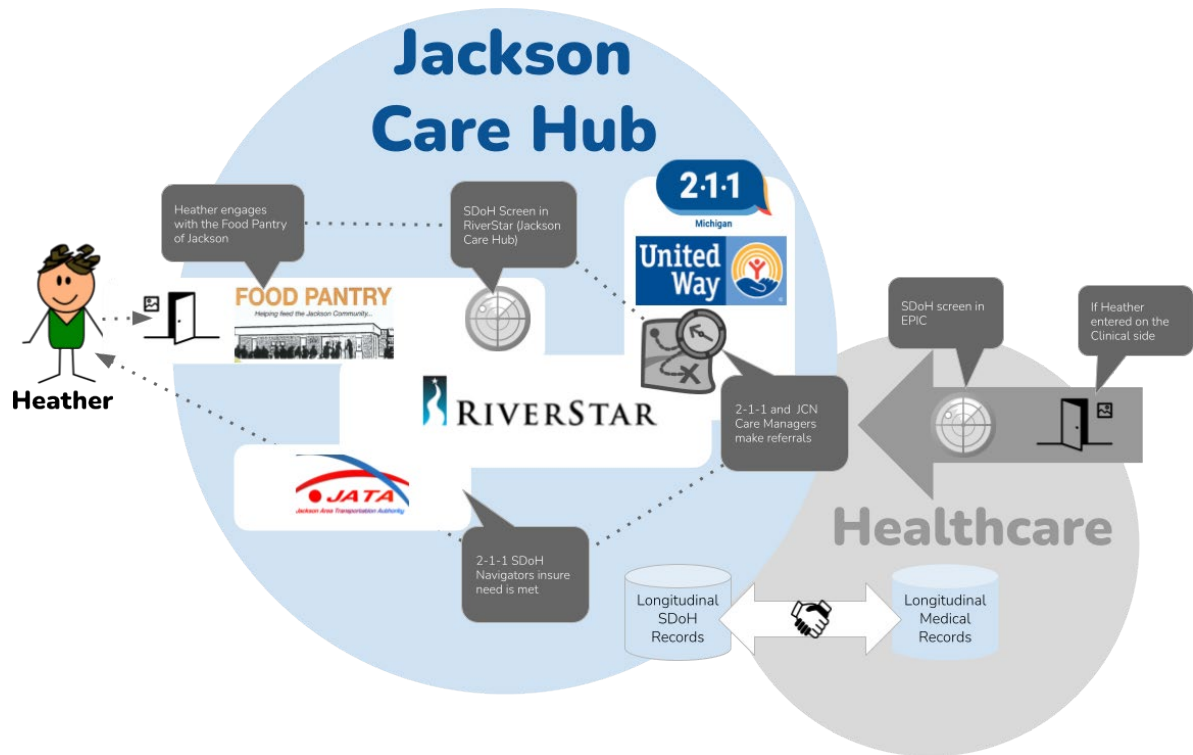 Jackson
Care Hub
2·1·1
Michigan
Heather engages
with the Food Pantry
of Jackson
SDoH Screen in
RiverStar (Jackson
Care Hub)
United
Way
FOOD PANTRY
Helping feed the Jackson Community...
SDoH screen in
EPIC
If Heather
entered on the
Clinical side
Heather
RIVERSTAR
2-1-1 and JCN
Care Managers
make referrals
JATA
Jackson Area Transportation Authority
Healthcare
2-1-1 SDoH
Navigators insure
need is met
Longitudinal
SDoH
Records
Longitudinal
Medical
Records